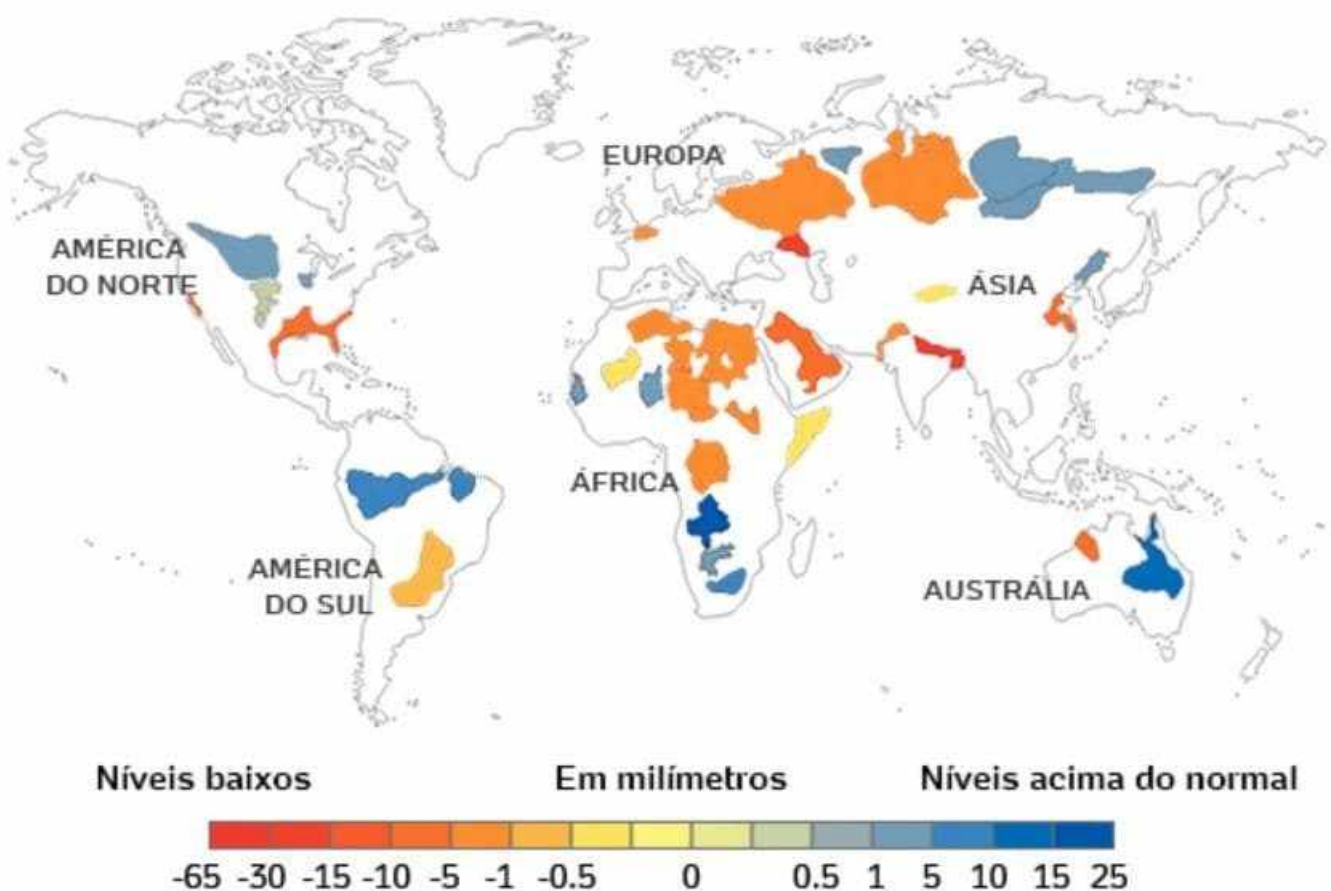 EUROPA
AMÉRICA
DO NORTE
ÁSIA
ÁFRICA
AMÉRICA
DO SUL
AUSTRÁLIA
Níveis baixos Em milímetros Níveis acima do normal
-65 -30 -15 -10 -5 -1 -0.5 0 0.5 1 5 10 15 25